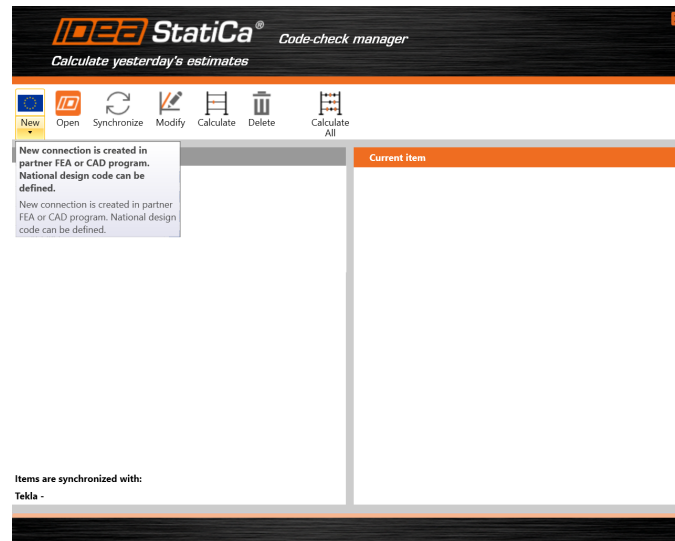 IDEA StatiCa® Code-check manager
Calculate yesterday's estimates
New Open Synchronize Modify Calculate Delete Calculate All
New connection is created in
partner FEA or CAD program.
National design code can be
defined.
New connection is created in partner
FEA or CAD program. National design
code can be defined.
Current item
Items are synchronized with:
Tekla -